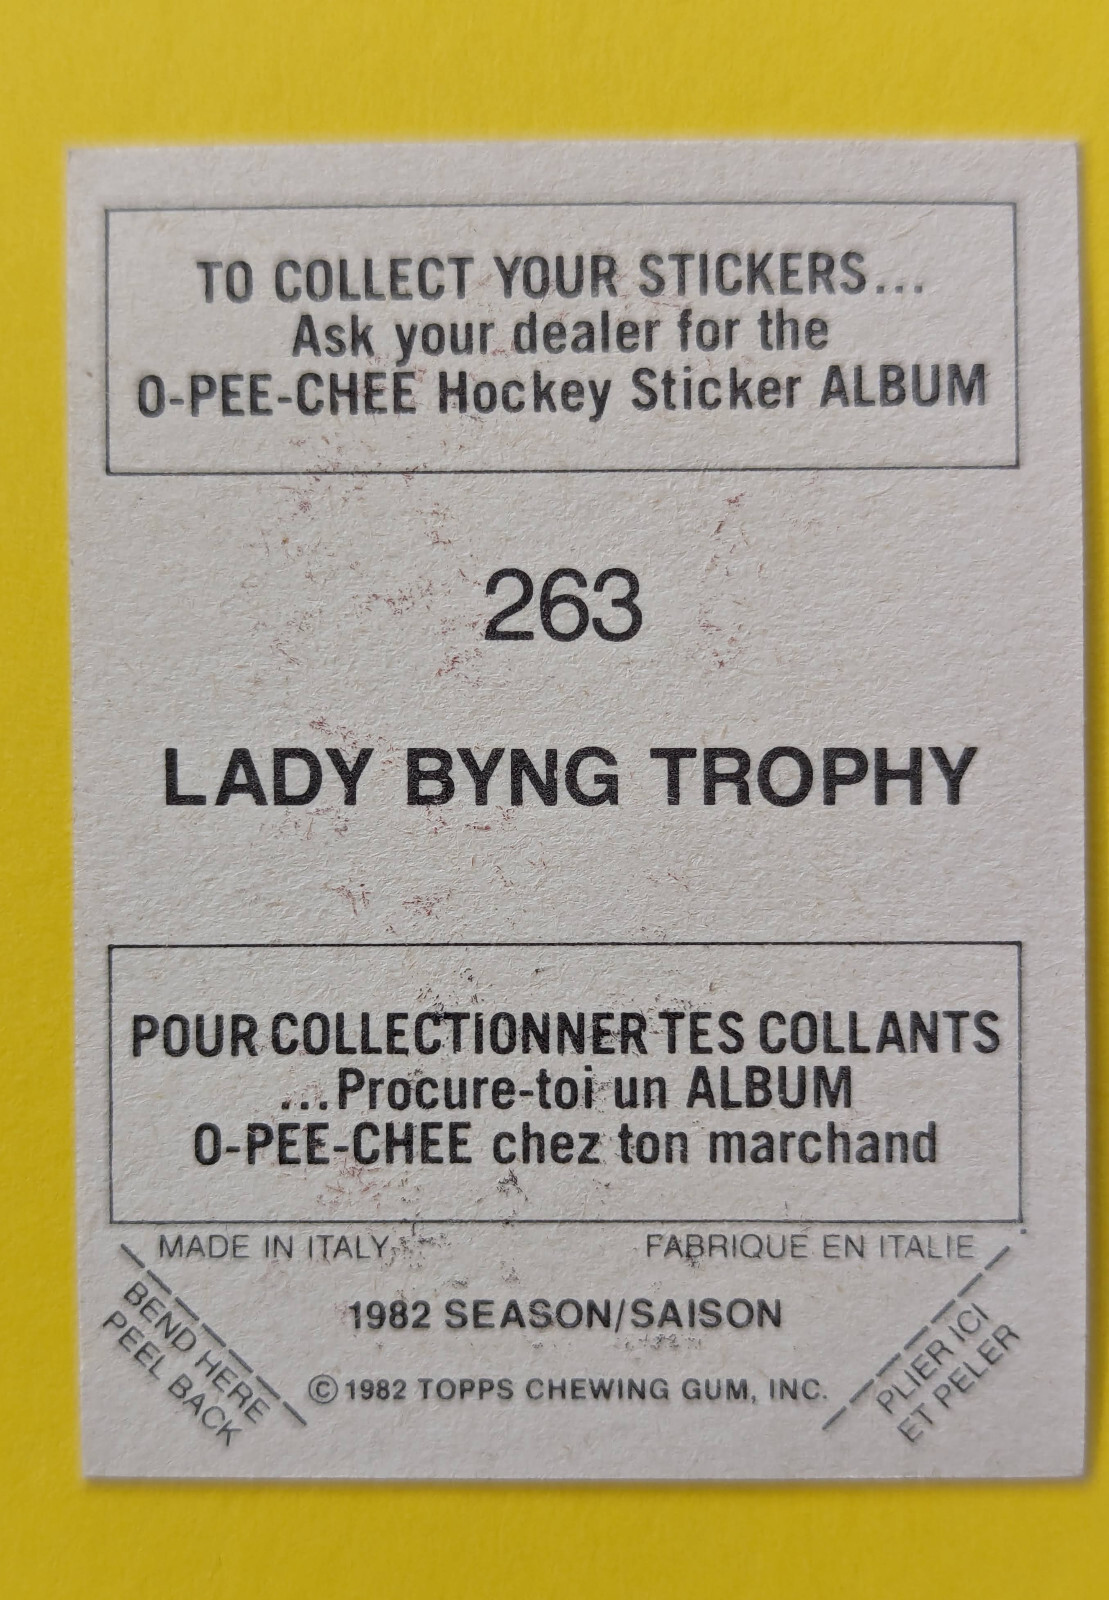 TO COLLECT YOUR STICKERS...
Ask your dealer for the
O-PEE-CHEE Hockey Sticker ALBUM
263
LADY BYNG TROPHY
POUR COLLECTIONNER TES COLLANTS
...Procure-toi un ALBUM
O-PEE-CHEE chez ton marchand
MADE IN ITALY
FABRIQUE EN ITALIE
BEND HERE
PEEL BACK
1982 SEASON/SAISON
© 1982 TOPPS CHEWING GUM, INC.
PLIER ICI
ET PELER